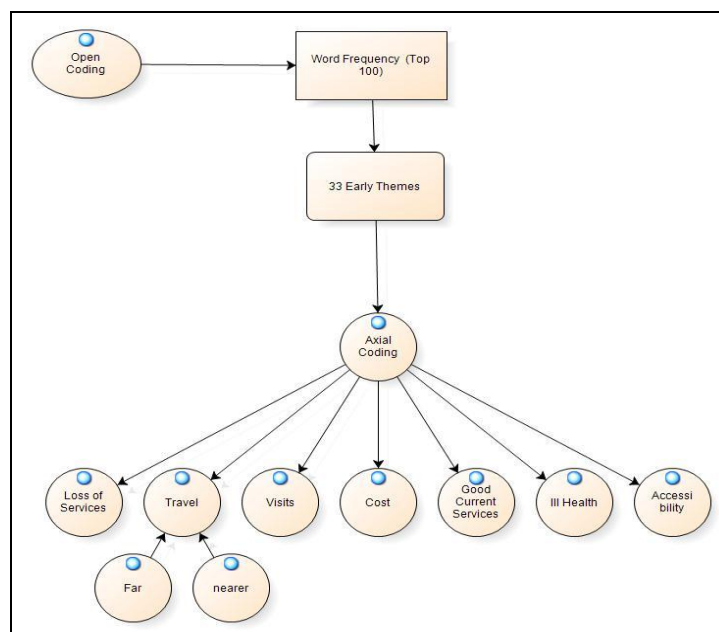 Open
Coding
Word Frequency (Top
100)
33 Early Themes
Axial
Coding
Loss of
Services
Travel
Visits
Cost
Good
Current
Services
Ill Health
Accessi
bility
Far
nearer